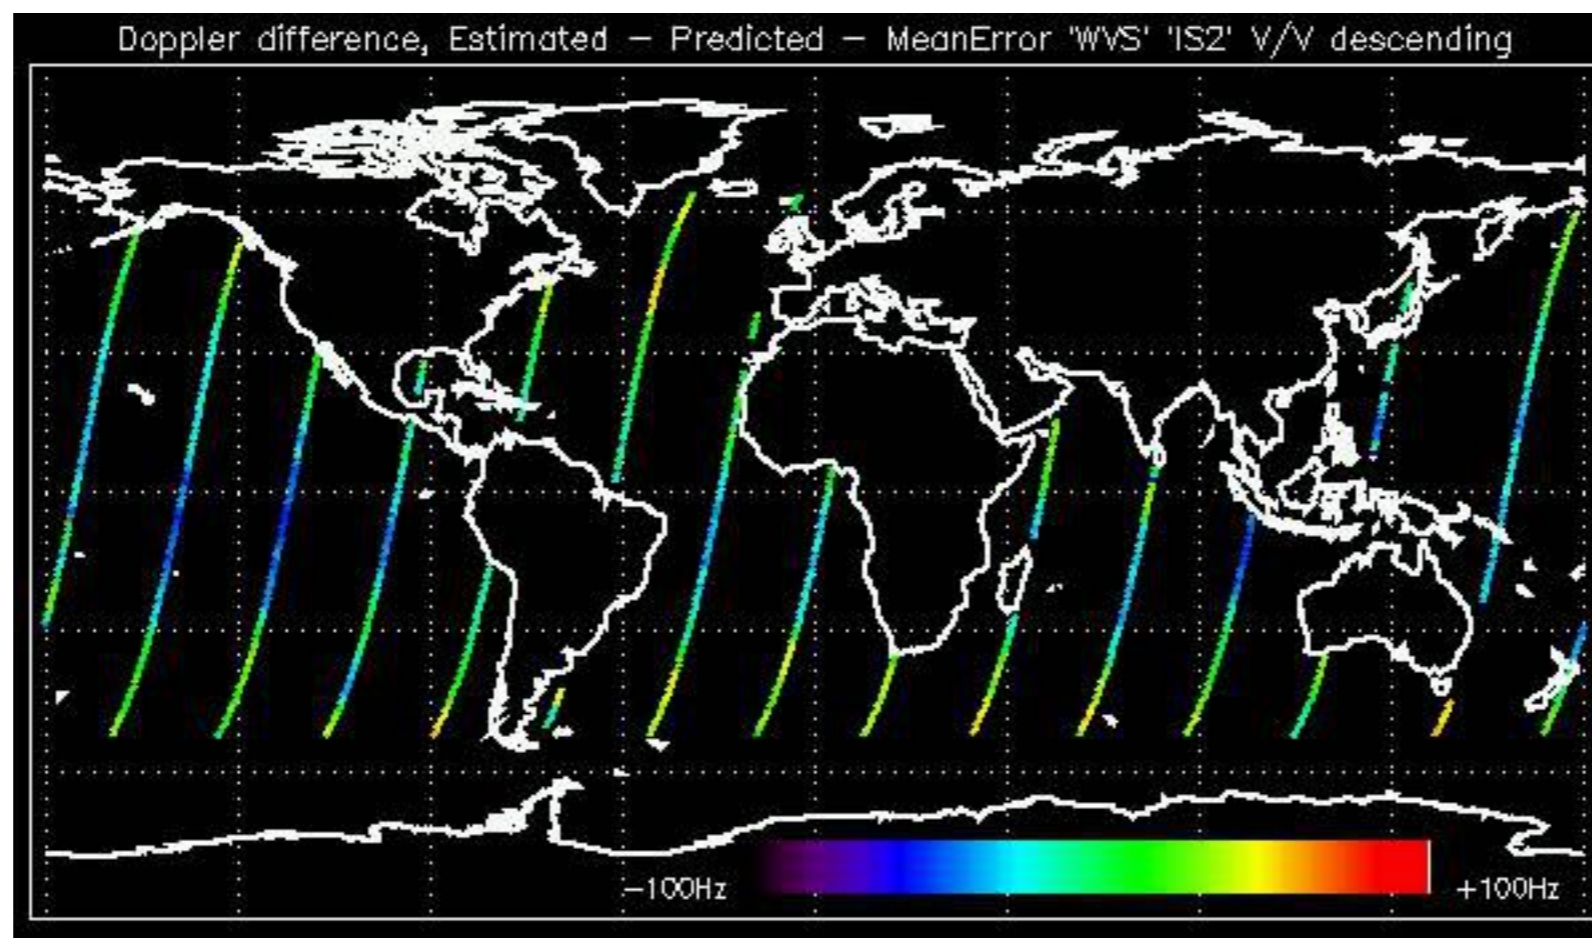 Doppler difference, Estimated – Predicted – MeanError 'WVS' 'IS2' V/V descending
–100Hz
+100Hz